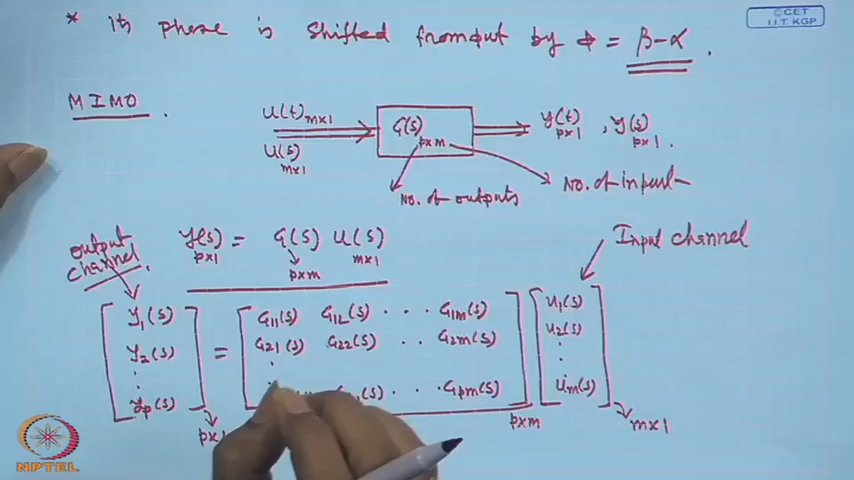 * its phase is shifted from out by ϕ = β-α.
© CET
I.I.T. KGP
MIMO.
U(t) m×1
U(s) m×1
G(s) p×m
y(t) p×1, y(s) p×1.
No. of outputs
No. of input
output channel.
y(s) p×1 = G(s) p×m U(s) m×1
Input channel
y1(s) = G11(s) G12(s) . . . G1m(s) u1(s)
y2(s) G21(s) G22(s) . . G2m(s) u2(s)
yp(s) . . . Gpm(s) um(s)
p×1 p×m m×1
NPTEL